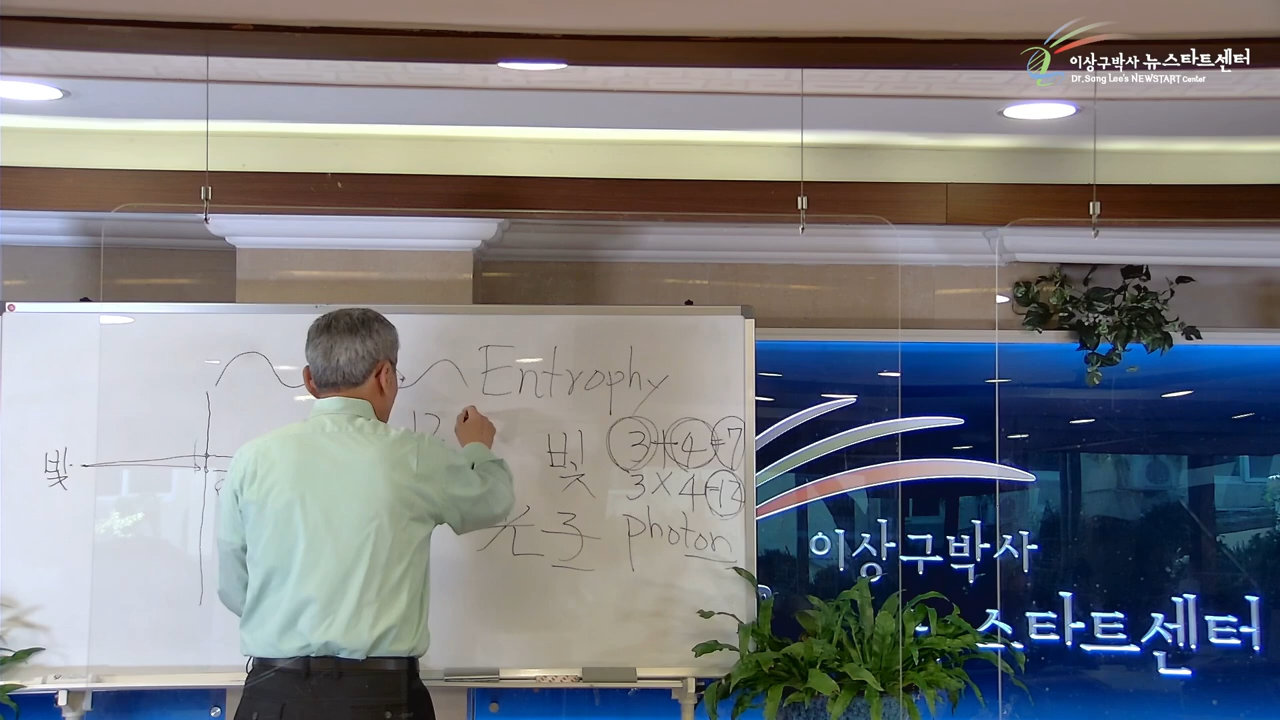 이상구박사 뉴스타트센터
Dr. Sang Lee's NEWSTART Center
Entrophy
12
빛
빛 3+4=7
3×4=12
光子 photon
이상구박사
스타트센터